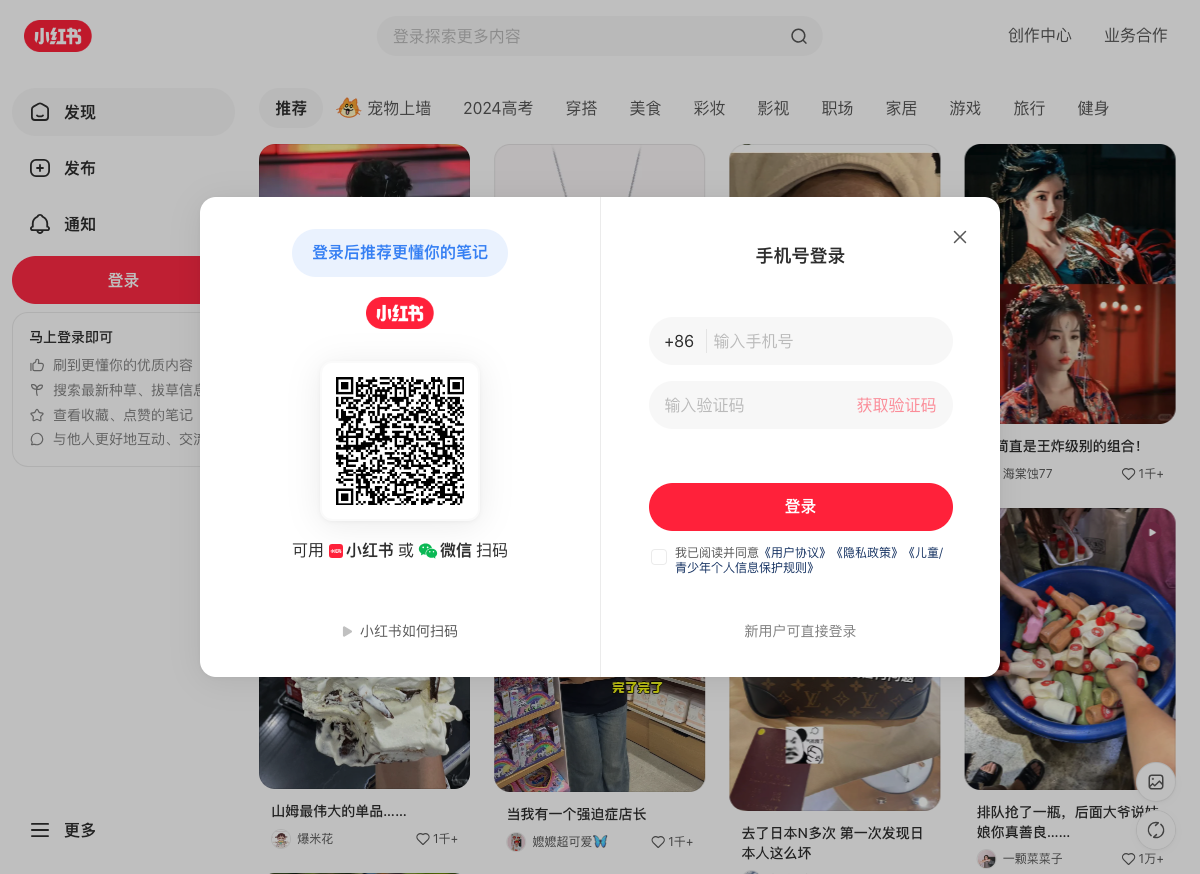 小红书
登录探索更多内容
创作中心
业务合作
发现
发布
通知
登录
马上登录即可
刷到更懂你的优质内容
搜索最新种草、拔草信息
查看收藏、点赞的笔记
与他人更好地互动、交流
更多
推荐
宠物上墙
2024高考
穿搭
美食
彩妆
影视
职场
家居
游戏
旅行
健身
登录后推荐更懂你的笔记
小红书
可用 小红书 或 微信 扫码
小红书如何扫码
手机号登录
+86 输入手机号
输入验证码 获取验证码
登录
我已阅读并同意《用户协议》《隐私政策》《儿童/
青少年个人信息保护规则》
新用户可直接登录
简直是王炸级别的组合!
海棠蚀77
1千+
山姆最伟大的单品……
爆米花
1千+
完了完了
当我有一个强迫症店长
嬷嬷超可爱
1千+
去了日本N多次 第一次发现日
本人这么坏
排队抢了一瓶，后面大爷说姑
娘你真善良……
一颗菜菜子
1万+